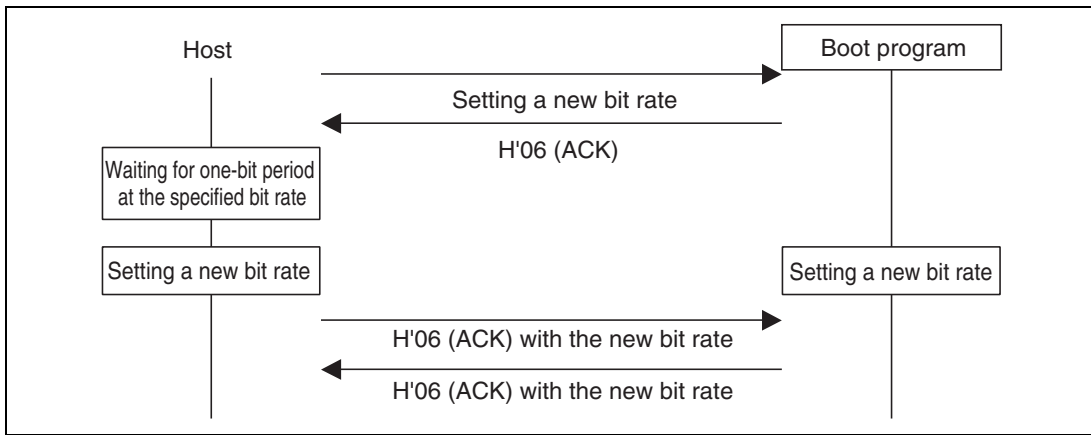 Host
Boot program
Setting a new bit rate
H'06 (ACK)
Waiting for one-bit period
at the specified bit rate
Setting a new bit rate
Setting a new bit rate
H'06 (ACK) with the new bit rate
H'06 (ACK) with the new bit rate